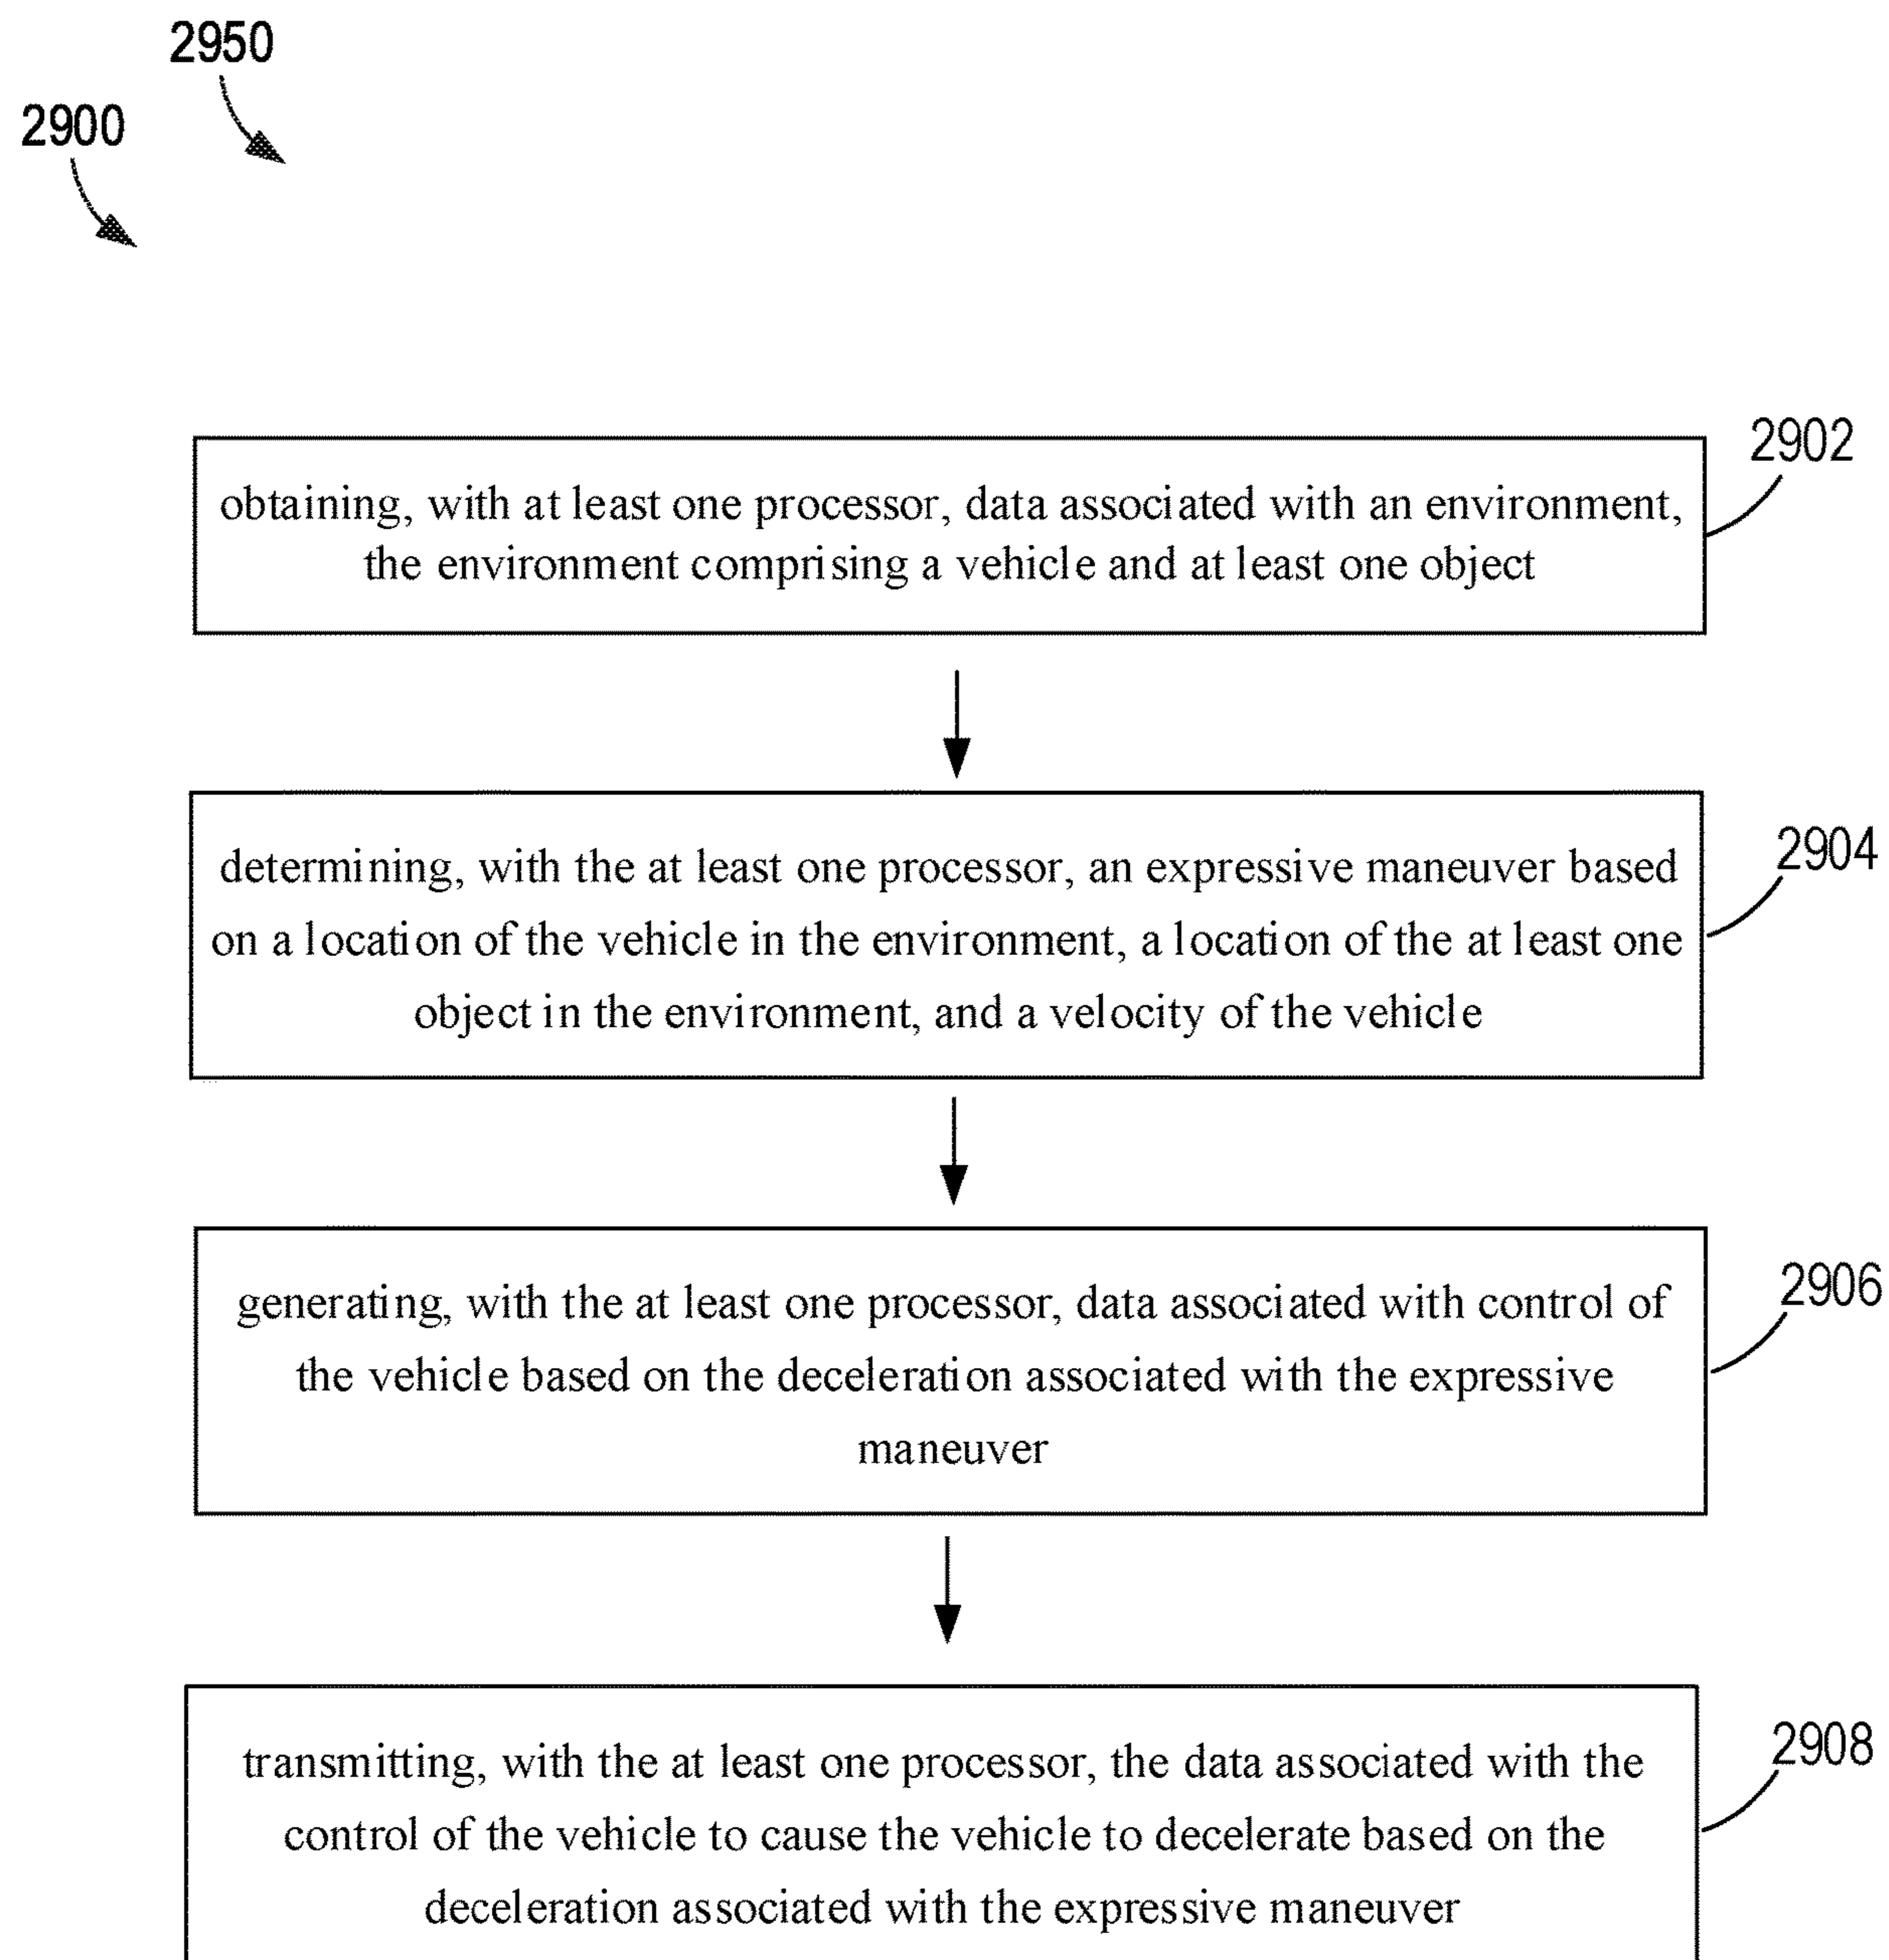 2950
2900
2902
obtaining, with at least one processor, data associated with an environment,
the environment comprising a vehicle and at least one object
2904
determining, with the at least one processor, an expressive maneuver based
on a location of the vehicle in the environment, a location of the at least one
object in the environment, and a velocity of the vehicle
2906
generating, with the at least one processor, data associated with control of
the vehicle based on the deceleration associated with the expressive
maneuver
2908
transmitting, with the at least one processor, the data associated with the
control of the vehicle to cause the vehicle to decelerate based on the
deceleration associated with the expressive maneuver